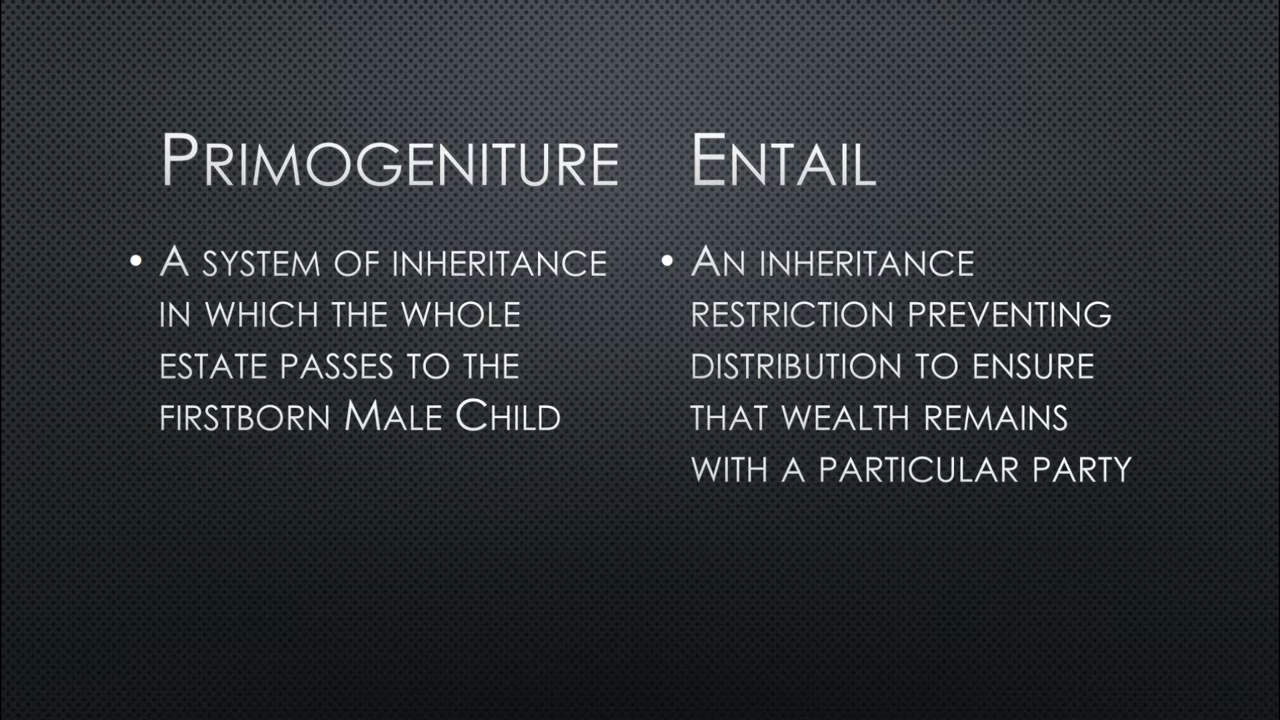 Primogeniture
• A system of inheritance
in which the whole
estate passes to the
firstborn Male Child
Entail
• An inheritance
restriction preventing
distribution to ensure
that wealth remains
with a particular party